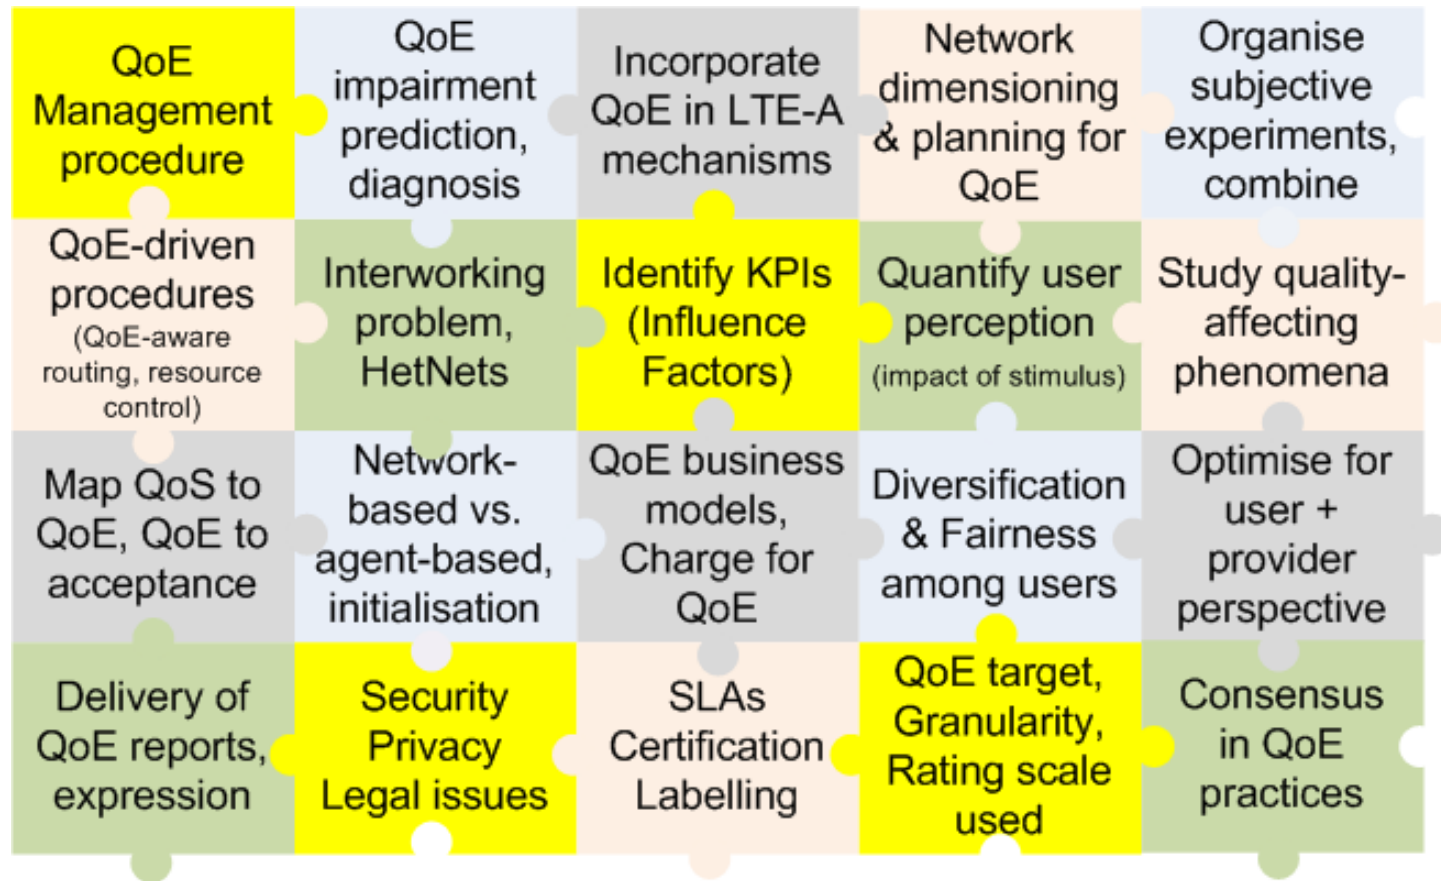 QoE
Management
procedure
QoE
impairment
prediction,
diagnosis
Incorporate
QoE in LTE-A
mechanisms
Network
dimensioning
& planning for
QoE
Organise
subjective
experiments,
combine
QoE-driven
procedures
(QoE-aware
routing, resource
control)
Interworking
problem,
HetNets
Identify KPIs
(Influence
Factors)
Quantify user
perception
(impact of stimulus)
Study quality-
affecting
phenomena
Map QoS to
QoE, QoE to
acceptance
Network-
based vs.
agent-based,
initialisation
QoE business
models,
Charge for
QoE
Diversification
& Fairness
among users
Optimise for
user +
provider
perspective
Delivery of
QoE reports,
expression
Security
Privacy
Legal issues
SLAs
Certification
Labelling
QoE target,
Granularity,
Rating scale
used
Consensus
in QoE
practices